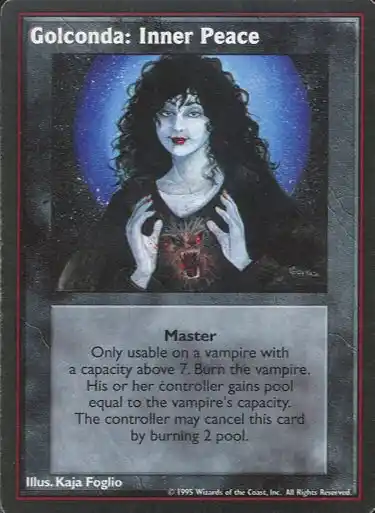 Golconda: Inner Peace
Master
Only usable on a vampire with
a capacity above 7. Burn the vampire.
His or her controller gains pool
equal to the vampire's capacity.
The controller may cancel this card
by burning 2 pool.
Illus. Kaja Foglio
© 1995 Wizards of the Coast, Inc. All Rights Reserved.